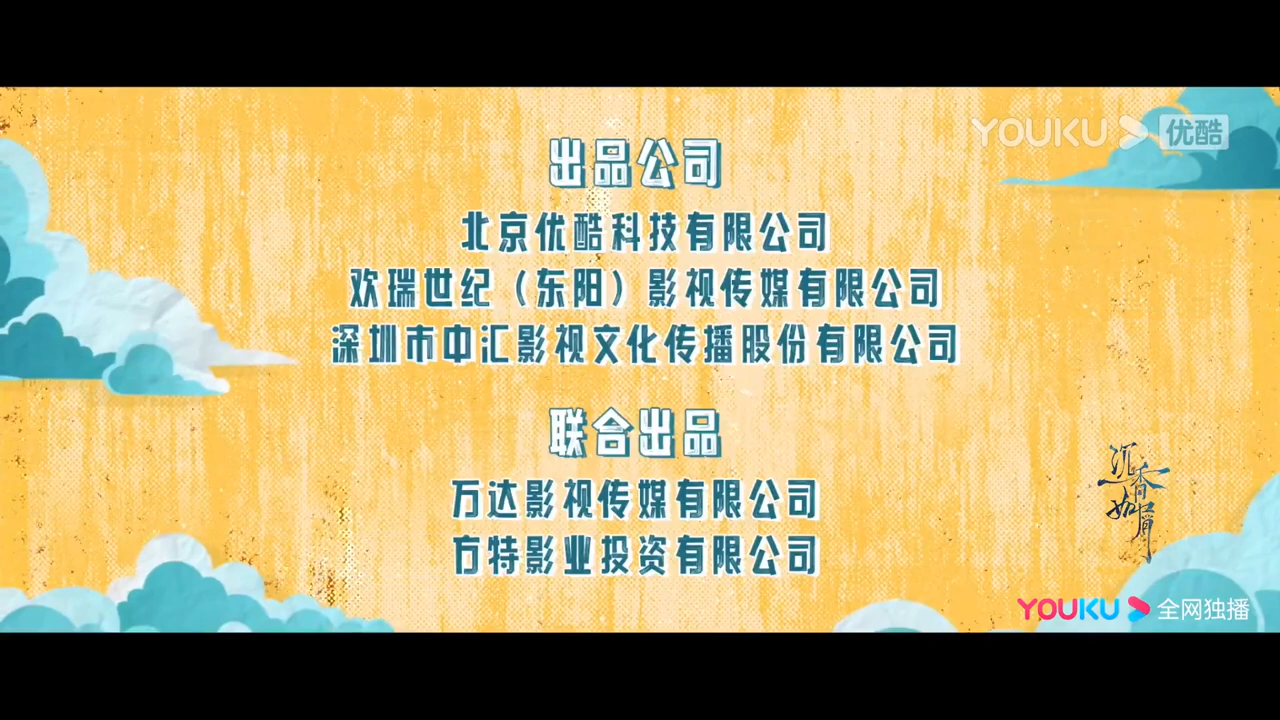 YOUKU 优酷
出品公司
北京优酷科技有限公司
欢瑞世纪（东阳）影视传媒有限公司
深圳市中汇影视文化传播股份有限公司
联合出品
万达影视传媒有限公司
方特影业投资有限公司
沉香如屑
YOUKU 全网独播